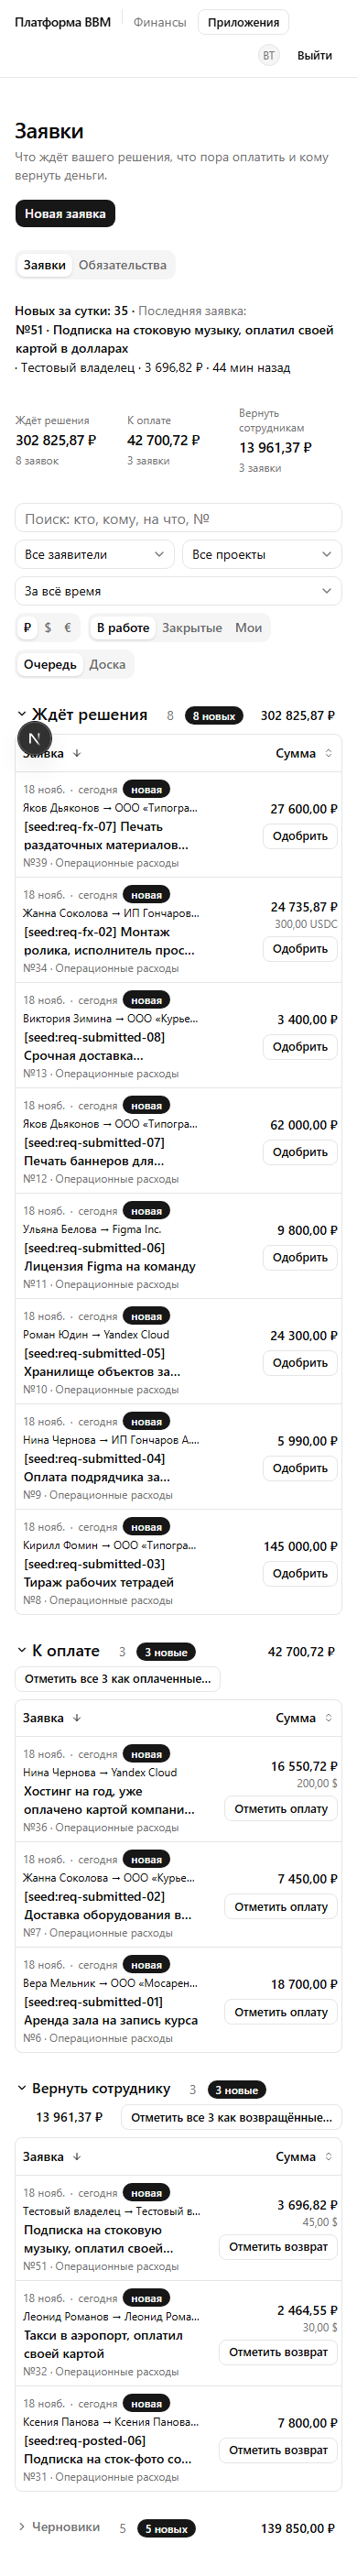 Платформа BBM
Финансы
Приложения
ВТ
Выйти
Заявки
Что ждёт вашего решения, что пора оплатить и кому
вернуть деньги.
Новая заявка
Заявки
Обязательства
Новых за сутки: 35 · Последняя заявка:
№51 · Подписка на стоковую музыку, оплатил своей
картой в долларах
· Тестовый владелец · 3 696,82 ₽ · 44 мин назад
Ждёт решения
302 825,87 ₽
8 заявок
К оплате
42 700,72 ₽
3 заявки
Вернуть
сотрудникам
13 961,37 ₽
3 заявки
Поиск: кто, кому, на что, №
Все заявители
Все проекты
За всё время
₽ $ €
В работе Закрытые Мои
Очередь Доска
Ждёт решения 8 8 новых 302 825,87 ₽
N
Заявка ↓ Сумма
18 нояб. · сегодня новая
Яков Дьяконов → ООО «Типогра...
[seed:req-fx-07] Печать
раздаточных материалов...
№39 · Операционные расходы
27 600,00 ₽
Одобрить
18 нояб. · сегодня новая
Жанна Соколова → ИП Гончаров...
[seed:req-fx-02] Монтаж
ролика, исполнитель прос...
№34 · Операционные расходы
24 735,87 ₽
300,00 USDC
Одобрить
18 нояб. · сегодня новая
Виктория Зимина → ООО «Курье...
[seed:req-submitted-08]
Срочная доставка...
№13 · Операционные расходы
3 400,00 ₽
Одобрить
18 нояб. · сегодня новая
Яков Дьяконов → ООО «Типогра...
[seed:req-submitted-07]
Печать баннеров для...
№12 · Операционные расходы
62 000,00 ₽
Одобрить
18 нояб. · сегодня новая
Ульяна Белова → Figma Inc.
[seed:req-submitted-06]
Лицензия Figma на команду
№11 · Операционные расходы
9 800,00 ₽
Одобрить
18 нояб. · сегодня новая
Роман Юдин → Yandex Cloud
[seed:req-submitted-05]
Хранилище объектов за...
№10 · Операционные расходы
24 300,00 ₽
Одобрить
18 нояб. · сегодня новая
Нина Чернова → ИП Гончаров А....
[seed:req-submitted-04]
Оплата подрядчика за...
№9 · Операционные расходы
5 990,00 ₽
Одобрить
18 нояб. · сегодня новая
Кирилл Фомин → ООО «Типогра...
[seed:req-submitted-03]
Тираж рабочих тетрадей
№8 · Операционные расходы
145 000,00 ₽
Одобрить
К оплате 3 3 новые 42 700,72 ₽
Отметить все 3 как оплаченные...
Заявка ↓ Сумма
18 нояб. · сегодня новая
Нина Чернова → Yandex Cloud
Хостинг на год, уже
оплачено картой компани...
№36 · Операционные расходы
16 550,72 ₽
200,00 $
Отметить оплату
18 нояб. · сегодня новая
Жанна Соколова → ООО «Курье...
[seed:req-submitted-02]
Доставка оборудования в...
№7 · Операционные расходы
7 450,00 ₽
Отметить оплату
18 нояб. · сегодня новая
Вера Мельник → ООО «Мосарен...
[seed:req-submitted-01]
Аренда зала на запись курса
№6 · Операционные расходы
18 700,00 ₽
Отметить оплату
Вернуть сотруднику 3 3 новые
13 961,37 ₽ Отметить все 3 как возвращённые...
Заявка ↓ Сумма
18 нояб. · сегодня новая
Тестовый владелец → Тестовый в...
Подписка на стоковую
музыку, оплатил своей...
№51 · Операционные расходы
3 696,82 ₽
45,00 $
Отметить возврат
18 нояб. · сегодня новая
Леонид Романов → Леонид Рома...
Такси в аэропорт, оплатил
своей картой
№32 · Операционные расходы
2 464,55 ₽
30,00 $
Отметить возврат
18 нояб. · сегодня новая
Ксения Панова → Ксения Панова...
[seed:req-posted-06]
Подписка на сток-фото со...
№31 · Операционные расходы
7 800,00 ₽
Отметить возврат
Черновики 5 5 новых 139 850,00 ₽